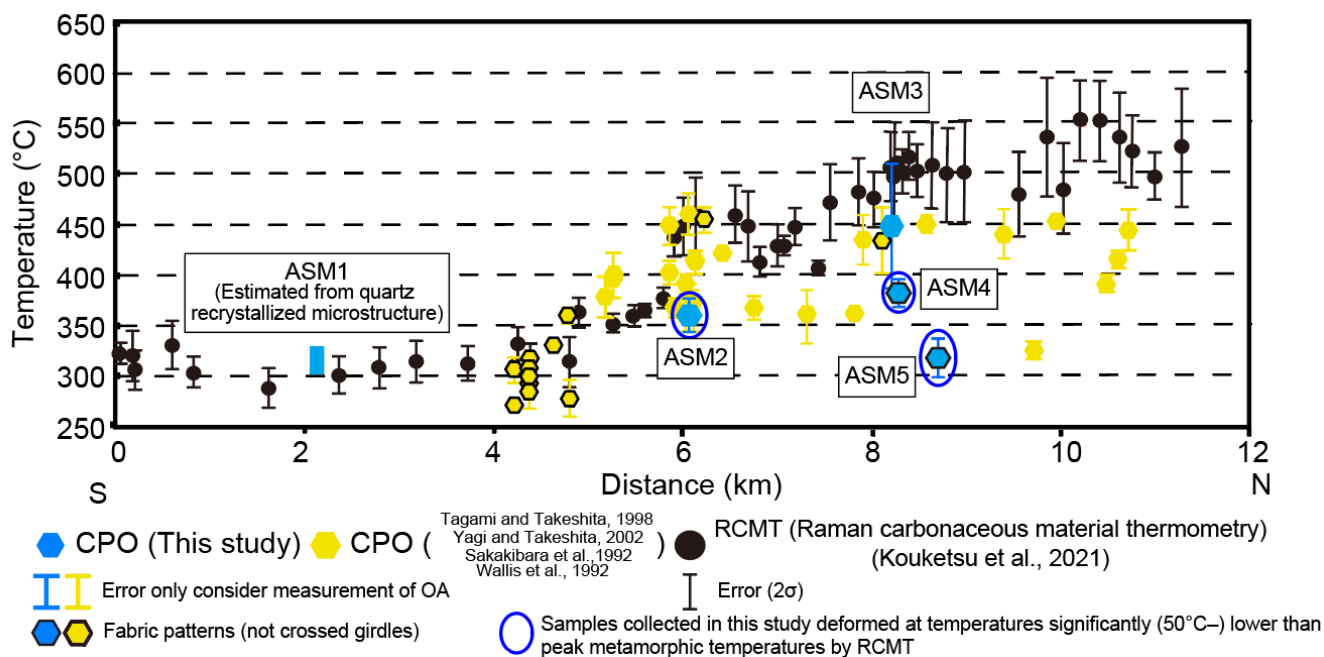 650
600
550
500
450
400
350
300
250
Temperature (°C)
ASM1
(Estimated from quartz
recrystallized microstructure)
ASM2
ASM3
ASM4
ASM5
0 2 4 6 8 10 12
S Distance (km) N
CPO (This study)
CPO (
Tagami and Takeshita, 1998
Yagi and Takeshita, 2002
Sakakibara et al.,1992
Wallis et al., 1992
)
RCMT (Raman carbonaceous material thermometry)
(Kouketsu et al., 2021)
Error only consider measurement of OA
Error (2σ)
Fabric patterns (not crossed girdles)
Samples collected in this study deformed at temperatures significantly (50°C–) lower than
peak metamorphic temperatures by RCMT